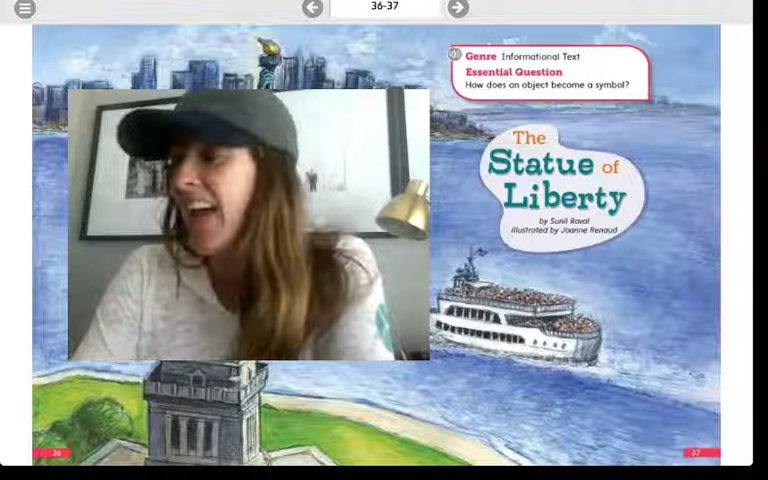 36-37
Genre Informational Text
Essential Question
How does an object become a symbol?
The
Statue of
Liberty
by Sunil Raval
illustrated by Joanne Renaud
36
37